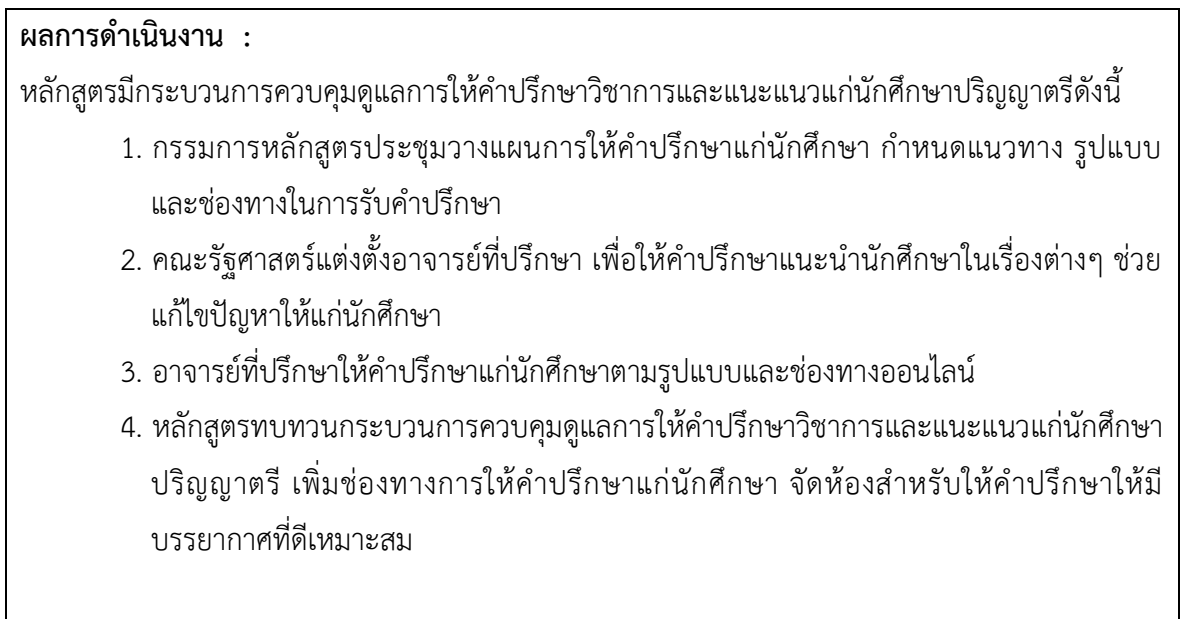 ผลการดำเนินงาน :
หลักสูตรมีกระบวนการควบคุมดูแลการให้คำปรึกษาวิชาการและแนะแนวแก่นักศึกษาปริญญาตรีดังนี้
1. กรรมการหลักสูตรประชุมวางแผนการให้คำปรึกษาแก่นักศึกษา กำหนดแนวทาง รูปแบบ
และช่องทางในการรับคำปรึกษา
2. คณะรัฐศาสตร์แต่งตั้งอาจารย์ที่ปรึกษา เพื่อให้คำปรึกษาแนะนำนักศึกษาในเรื่องต่างๆ ช่วย
แก้ไขปัญหาให้แก่นักศึกษา
3. อาจารย์ที่ปรึกษาให้คำปรึกษาแก่นักศึกษาตามรูปแบบและช่องทางออนไลน์
4. หลักสูตรทบทวนกระบวนการควบคุมดูแลการให้คำปรึกษาวิชาการและแนะแนวแก่นักศึกษา
ปริญญาตรี เพิ่มช่องทางการให้คำปรึกษาแก่นักศึกษา จัดห้องสำหรับให้คำปรึกษาให้มี
บรรยากาศที่ดีเหมาะสม